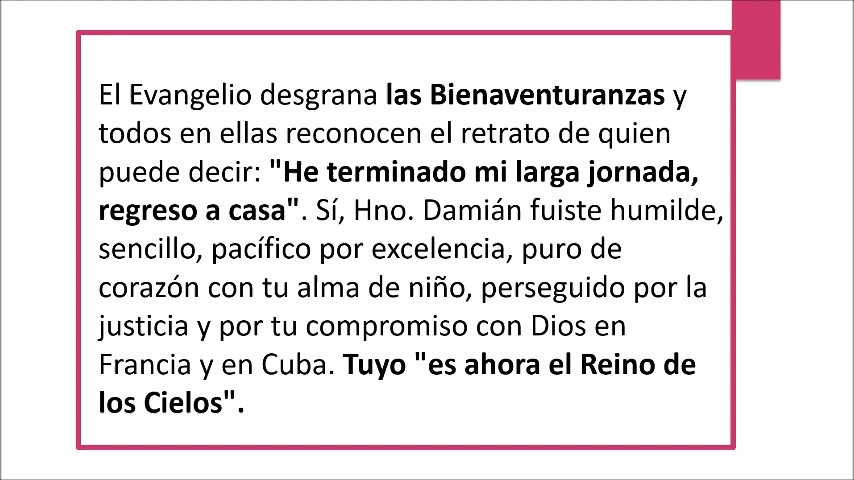 El Evangelio desgrana las Bienaventuranzas y
todos en ellas reconocen el retrato de quien
puede decir: "He terminado mi larga jornada,
regreso a casa". Sí, Hno. Damián fuiste humilde,
sencillo, pacífico por excelencia, puro de
corazón con tu alma de niño, perseguido por la
justicia y por tu compromiso con Dios en
Francia y en Cuba. Tuyo "es ahora el Reino de
los Cielos".